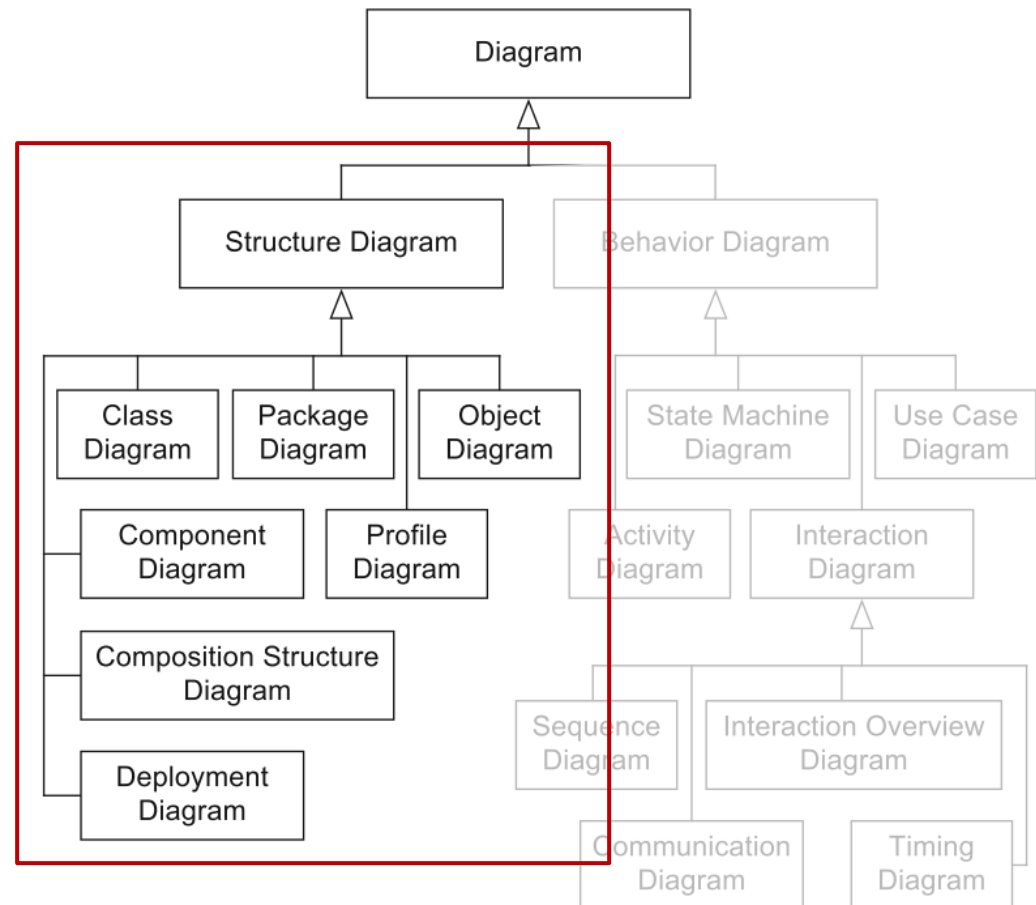 Diagram
Structure Diagram
Behavior Diagram
Class
Diagram
Package
Diagram
Object
Diagram
State Machine
Diagram
Use Case
Diagram
Component
Diagram
Profile
Diagram
Activity
Diagram
Interaction
Diagram
Composition Structure
Diagram
Sequence
Diagram
Interaction Overview
Diagram
Deployment
Diagram
Communication
Diagram
Timing
Diagram